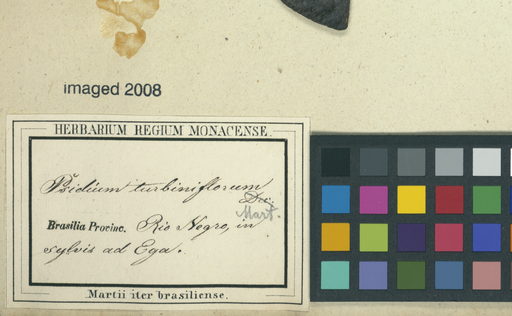 imaged 2008
HERBARIUM REGIUM MONACENSE.
Psidium turbiniflorum
Mart.
Brasilia Provinc. Rio Negro, in
sylvis ad Ega.
Martii iter brasiliense.